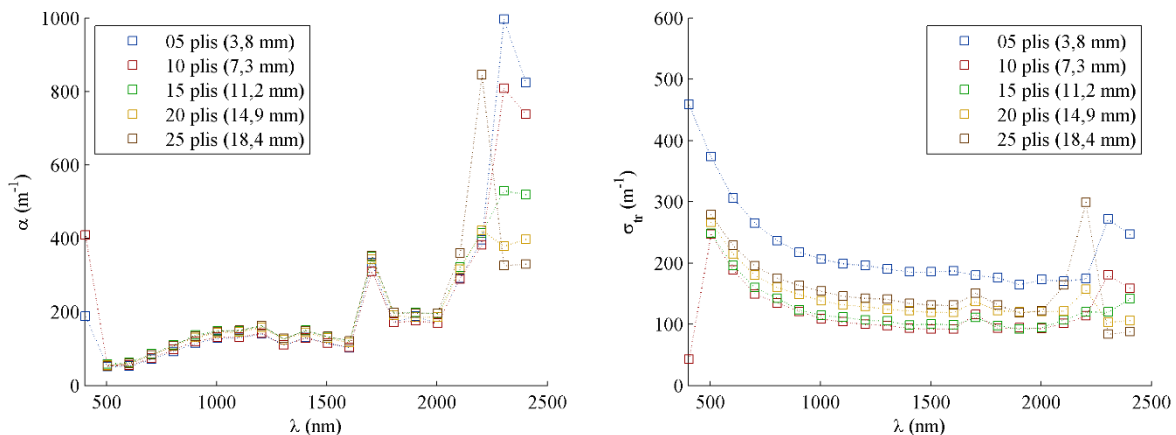 1000
800
600
400
200
0
α (m⁻¹)
05 plis (3,8 mm)
10 plis (7,3 mm)
15 plis (11,2 mm)
20 plis (14,9 mm)
25 plis (18,4 mm)
500 1000 1500 2000 2500
λ (nm)
600
500
400
300
200
100
0
σtr (m⁻¹)
05 plis (3,8 mm)
10 plis (7,3 mm)
15 plis (11,2 mm)
20 plis (14,9 mm)
25 plis (18,4 mm)
500 1000 1500 2000 2500
λ (nm)